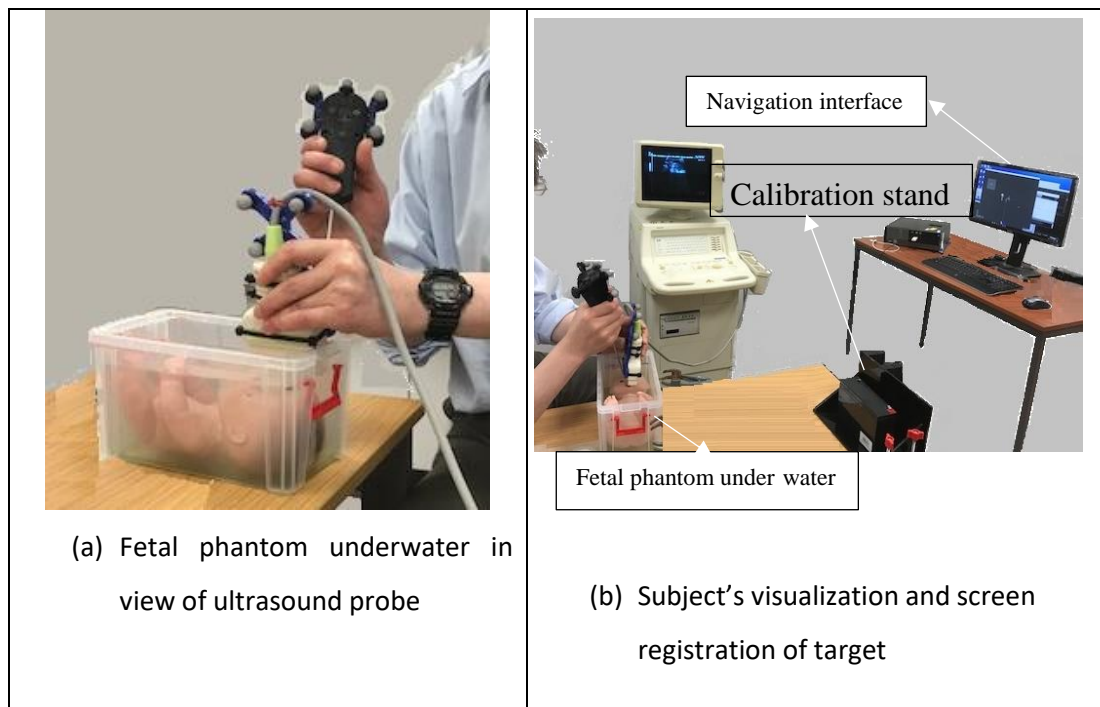 (a) Fetal phantom underwater in
view of ultrasound probe
Navigation interface
Calibration stand
Fetal phantom under water
(b) Subject's visualization and screen
registration of target